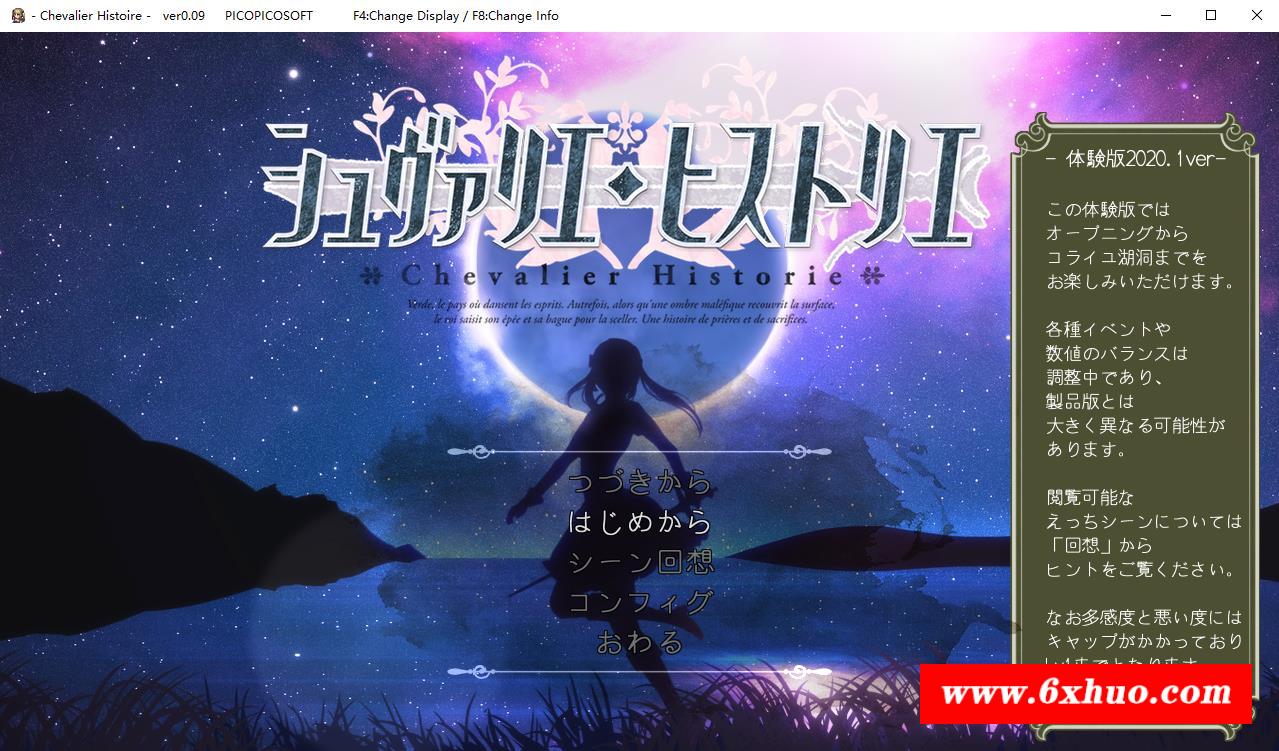 - Chevalier Histoire -   ver0.09   PICOPICOSOFT   F4:Change Display / F8:Change Info
シュヴァリエ・ヒストリエ
Chevalier Historie
Verde, le pays où dansent les esprits. Autrefois, alors qu'une ombre maléfique recouvrit la surface,
le roi saisit son épée et sa bague pour la sceller. Une histoire de prières et de sacrifices.
つづきから
はじめから
シーン回想
コンフィグ
おわる
- 体験版2020.1ver-
この体験版では
オープニングから
コライユ湖洞までを
お楽しみいただけます。
各種イベントや
数値のバランスは
調整中であり、
製品版とは
大きく異なる可能性が
あります。
閲覧可能な
えっちシーンについては
「回想」から
ヒントをご覧ください。
なお多感度と悪い度には
キャップがかかっており
www.6xhuo.com